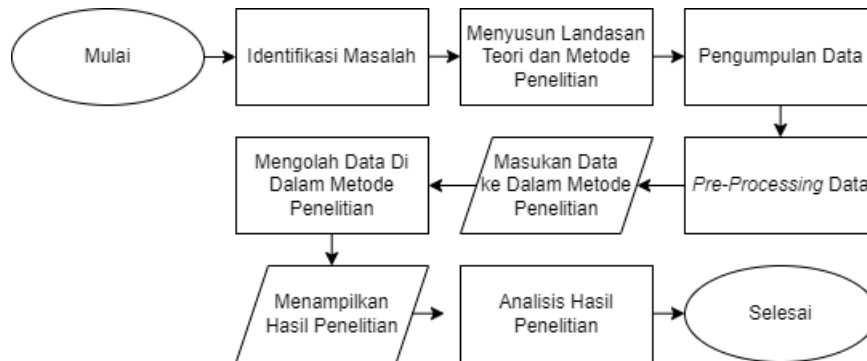 Mulai
Identifikasi Masalah
Menyusun Landasan
Teori dan Metode
Penelitian
Pengumpulan Data
Pre-Processing Data
Masukan Data
ke Dalam Metode
Penelitian
Mengolah Data Di
Dalam Metode
Penelitian
Menampilkan
Hasil Penelitian
Analisis Hasil
Penelitian
Selesai